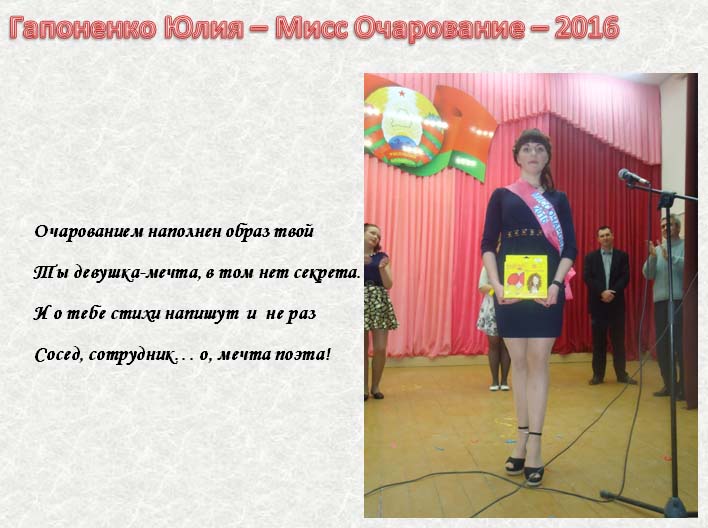 Гапоненко Юлия – Мисс Очарование – 2016
Очарованием наполнен образ твой
Ты девушка-мечта, в том нет секрета.
И о тебе стихи напишут и не раз
Сосед, сотрудник… о, мечта поэта!
2016